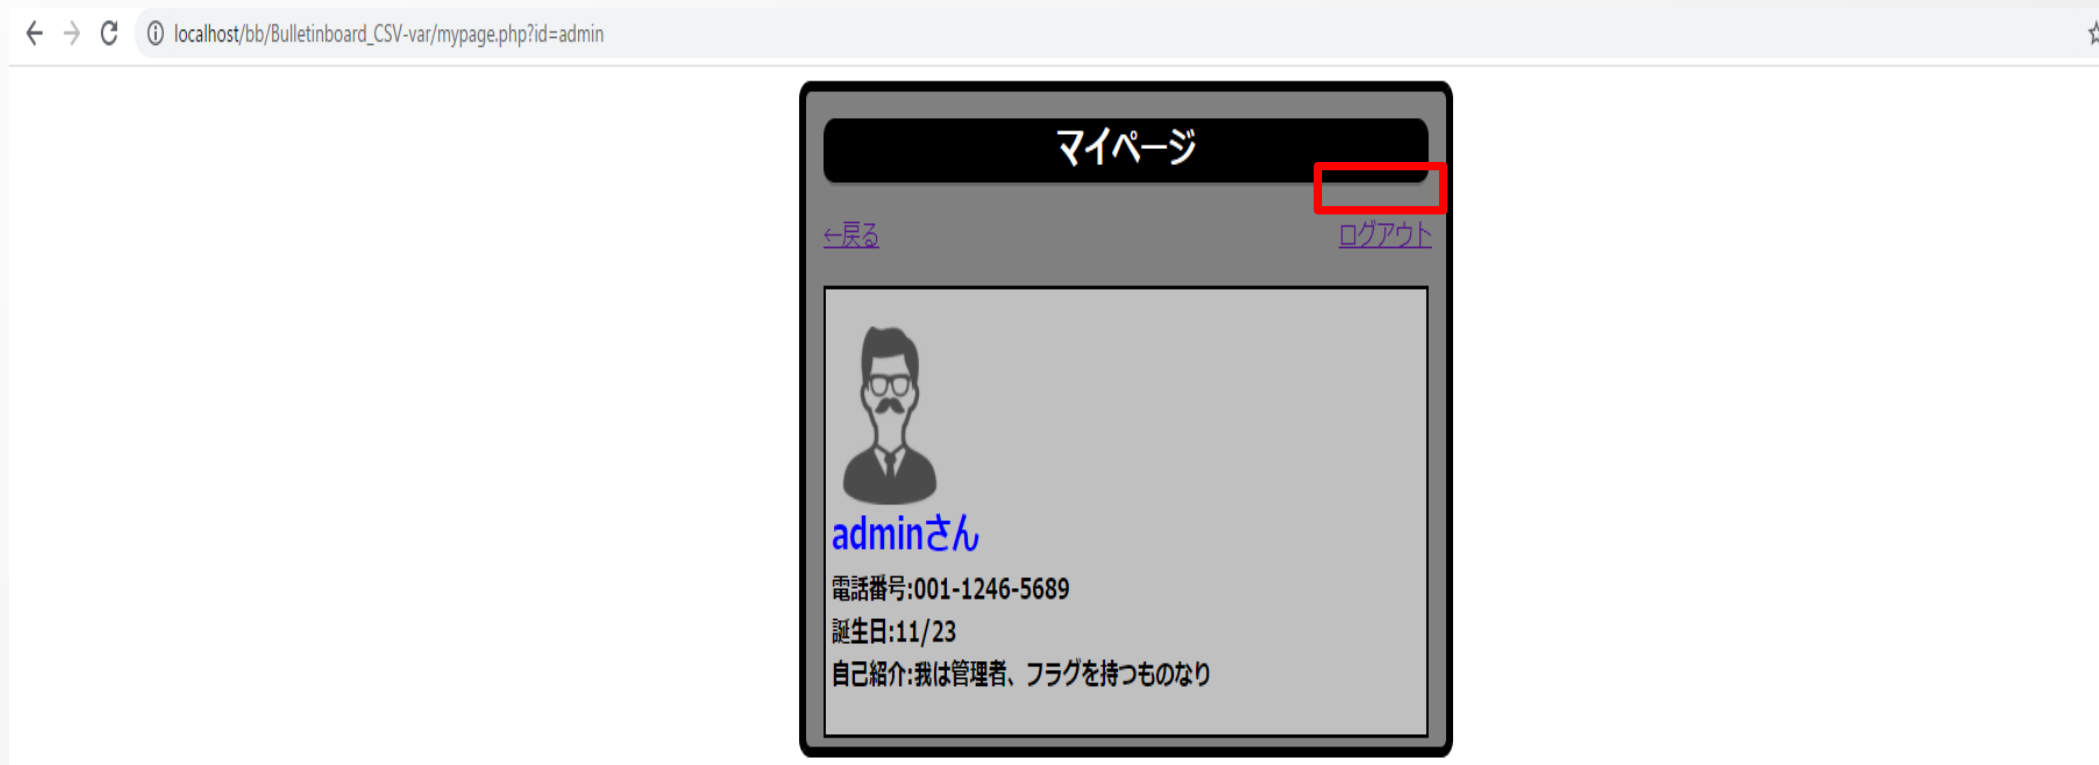 localhost/bb/Bulletinboard_CSV-var/mypage.php?id=admin
マイページ
←戻る ログアウト
adminさん
電話番号:001-1246-5689
誕生日:11/23
自己紹介:我は管理者、フラグを持つものなり